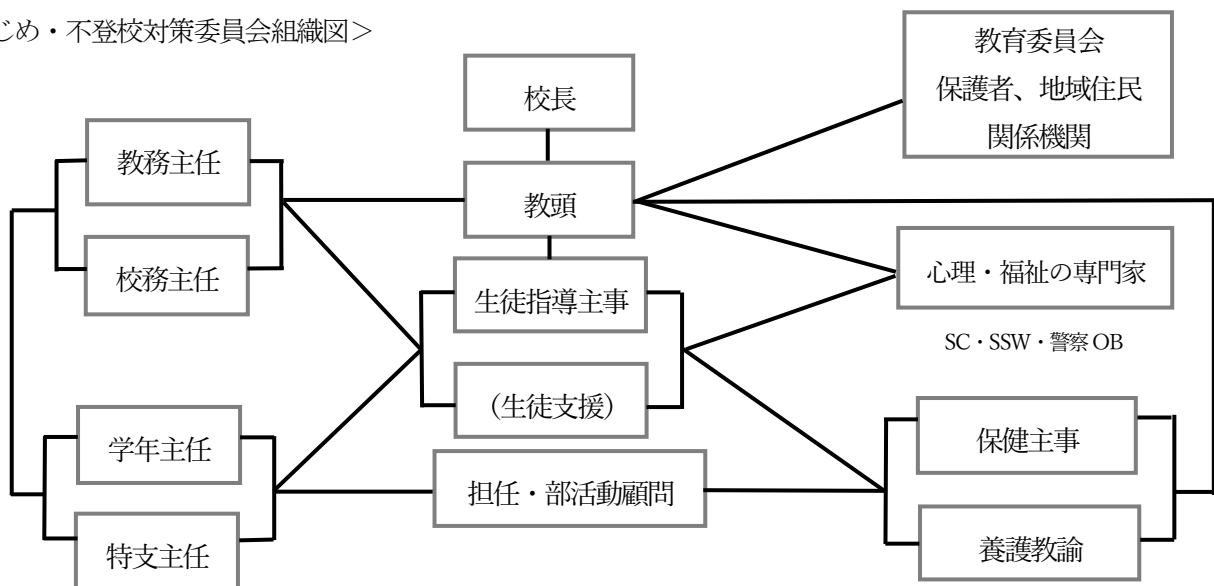 じめ・不登校対策委員会組織図＞
教育委員会
保護者、地域住民
関係機関
校長
教務主任
教頭
校務主任
心理・福祉の専門家
生徒指導主事
SC・SSW・警察 OB
（生徒支援）
学年主任
保健主事
担任・部活動顧問
特支主任
養護教諭